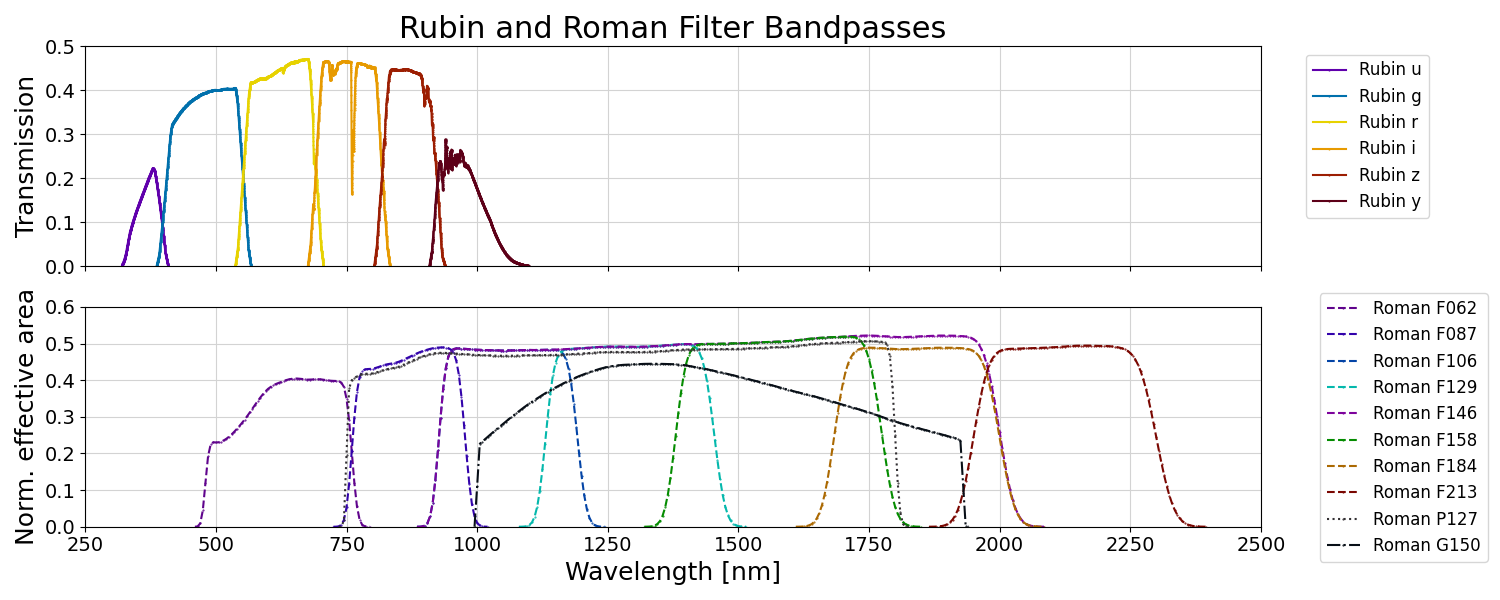 Rubin and Roman Filter Bandpasses
Transmission
0.5
0.4
0.3
0.2
0.1
0.0
Rubin u
Rubin g
Rubin r
Rubin i
Rubin z
Rubin y
Norm. effective area
0.6
0.5
0.4
0.3
0.2
0.1
0.0
250 500 750 1000 1250 1500 1750 2000 2250 2500
Wavelength [nm]
Roman F062
Roman F087
Roman F106
Roman F129
Roman F146
Roman F158
Roman F184
Roman F213
Roman P127
Roman G150